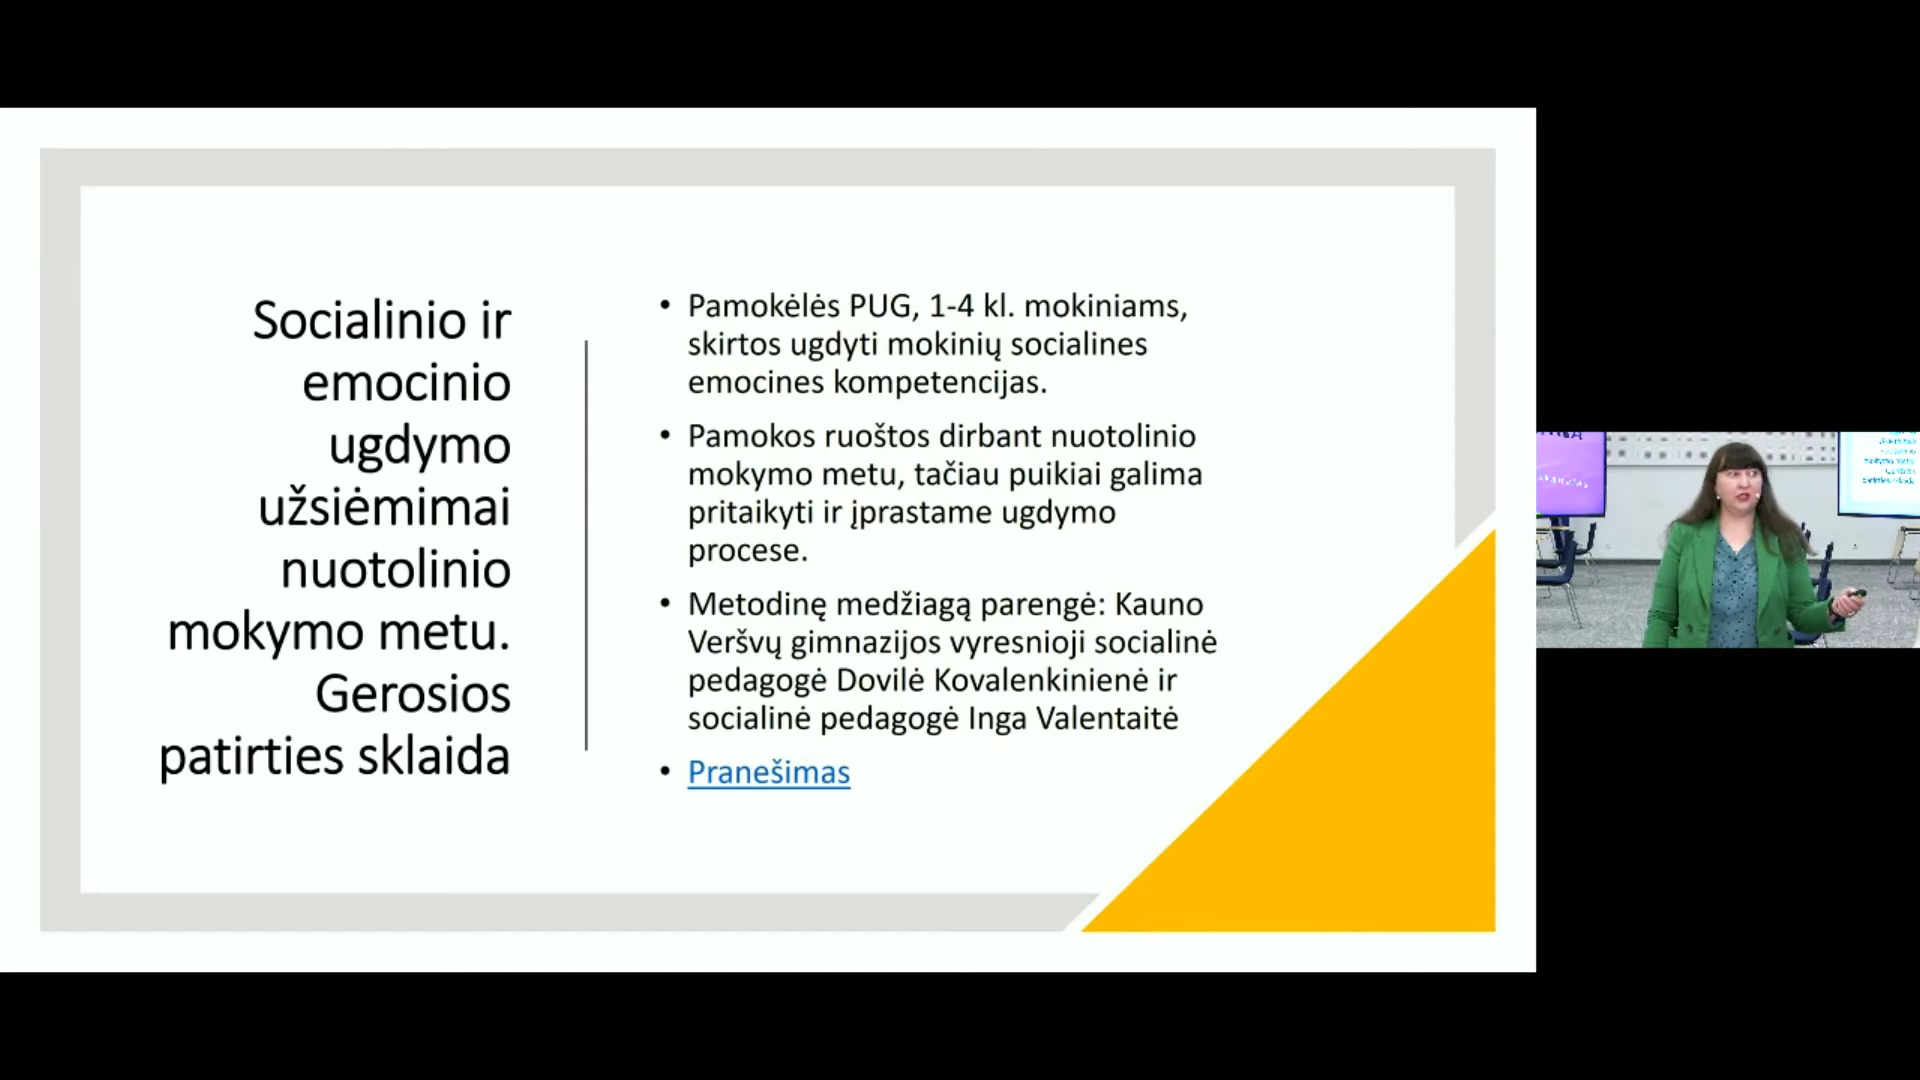 Socialinio ir
emocinio
ugdymo
užsiėmimai
nuotolinio
mokymo metu.
Gerosios
patirties sklaida
• Pamokėlės PUG, 1-4 kl. mokiniams,
skirtos ugdyti mokinių socialines
emocines kompetencijas.
• Pamokos ruoštos dirbant nuotolinio
mokymo metu, tačiau puikiai galima
pritaikyti ir įprastame ugdymo
procese.
• Metodinę medžiagą parengė: Kauno
Veršvų gimnazijos vyresnioji socialinė
pedagogė Dovilė Kovalenkinienė ir
socialinė pedagogė Inga Valentaitė
• Pranešimas